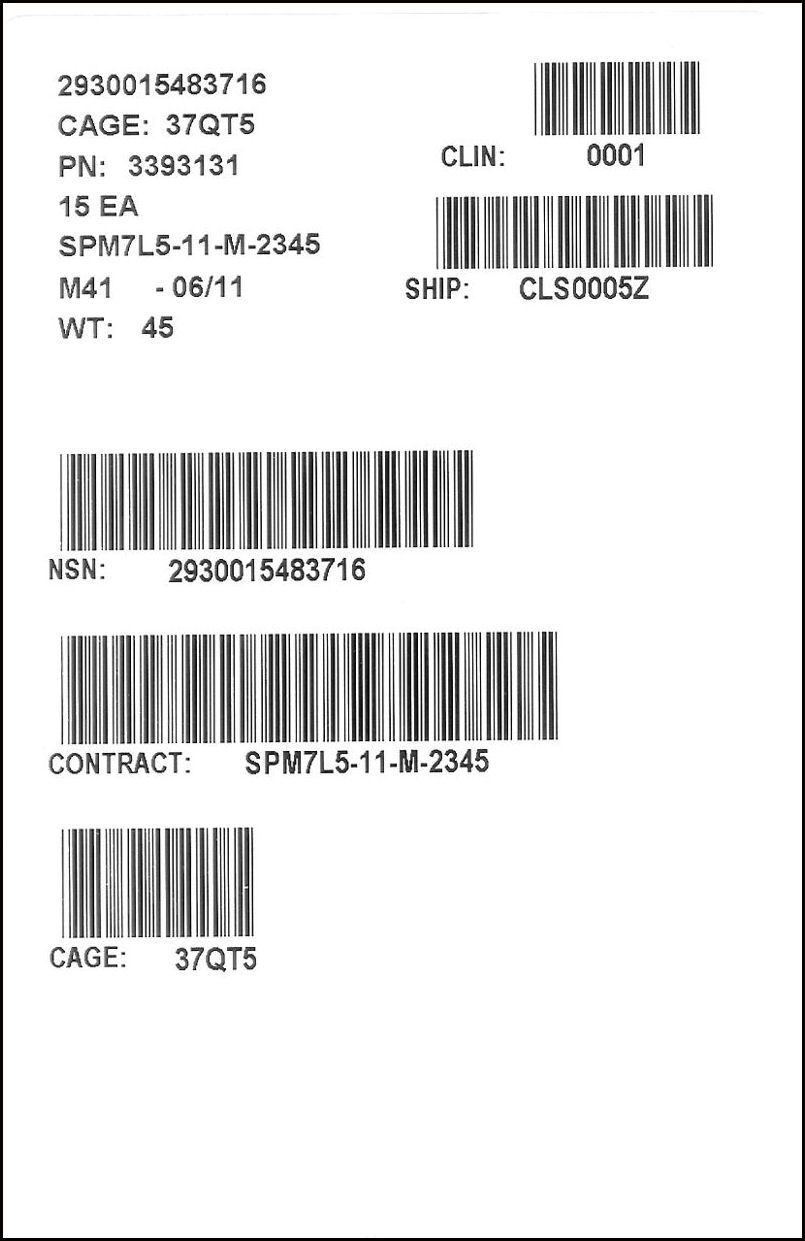 2930015483716
CAGE: 37QT5
PN: 3393131
15 EA
SPM7L5-11-M-2345
M41 - 06/11
WT: 45
CLIN: 0001
SHIP: CLS0005Z
NSN: 2930015483716
CONTRACT: SPM7L5-11-M-2345
CAGE: 37QT5